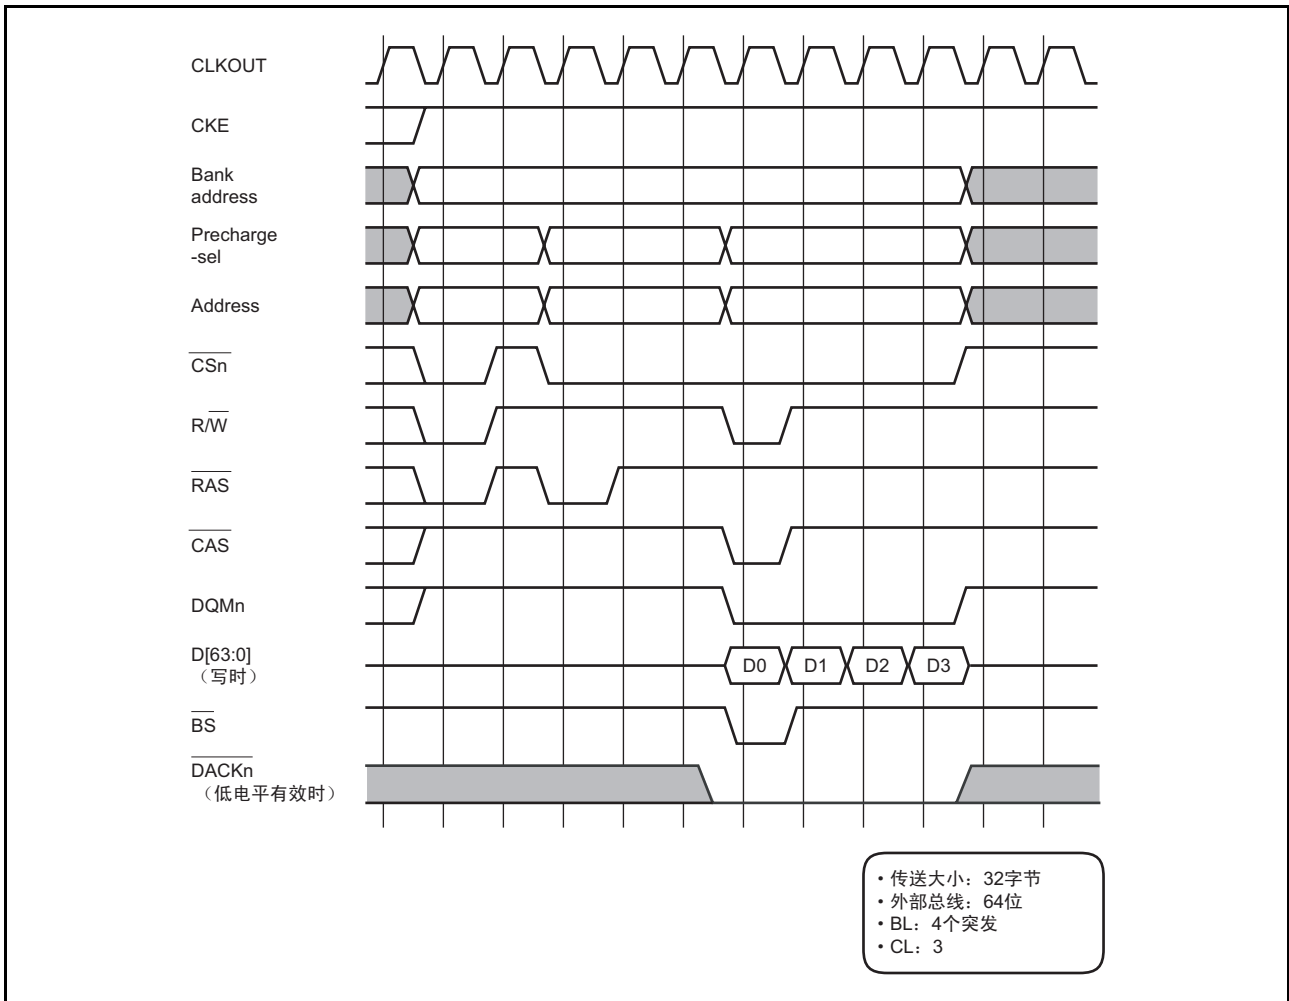 CLKOUT
CKE
Bank
address
Precharge
-sel
Address
CSn
R/W
RAS
CAS
DQMn
D[63:0]
（写时）
D0 D1 D2 D3
BS
DACKn
（低电平有效时）
• 传送大小：32字节
• 外部总线：64位
• BL：4个突发
• CL：3